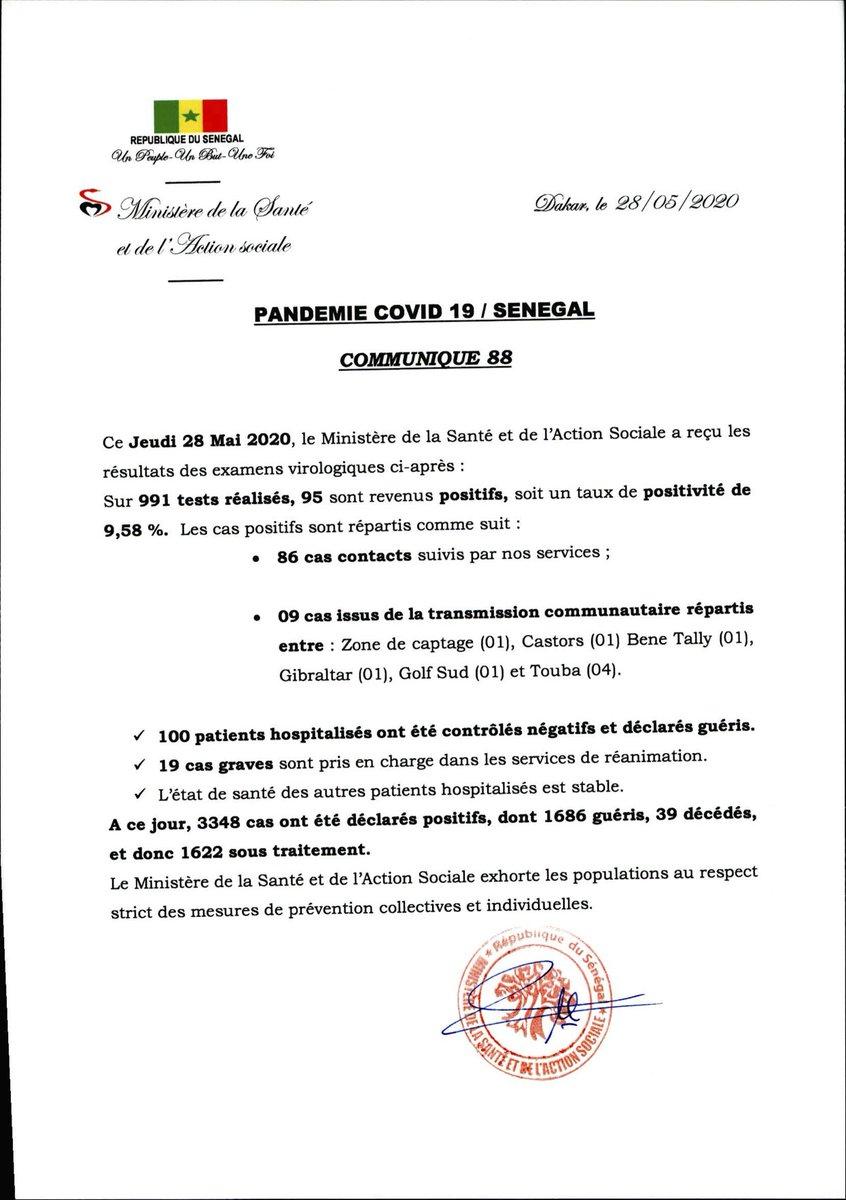 REPUBLIQUE DU SENEGAL
Un Peuple-Un But-Une Foi
Ministère de la Santé
et de l'Action sociale
Dakar, le 28/05/2020
PANDEMIE COVID 19 / SENEGAL
COMMUNIQUE 88
Ce Jeudi 28 Mai 2020, le Ministère de la Santé et de l'Action Sociale a reçu les
résultats des examens virologiques ci-après :
Sur 991 tests réalisés, 95 sont revenus positifs, soit un taux de positivité de
9,58 %. Les cas positifs sont répartis comme suit :
• 86 cas contacts suivis par nos services ;
• 09 cas issus de la transmission communautaire répartis
entre : Zone de captage (01), Castors (01) Bene Tally (01),
Gibraltar (01), Golf Sud (01) et Touba (04).
✓ 100 patients hospitalisés ont été contrôlés négatifs et déclarés guéris.
✓ 19 cas graves sont pris en charge dans les services de réanimation.
✓ L'état de santé des autres patients hospitalisés est stable.
A ce jour, 3348 cas ont été déclarés positifs, dont 1686 guéris, 39 décédés,
et donc 1622 sous traitement.
Le Ministère de la Santé et de l'Action Sociale exhorte les populations au respect
strict des mesures de prévention collectives et individuelles.
République du Sénégal
MINISTERE DE LA SANTÉ ET DE L'ACTION SOCIALE